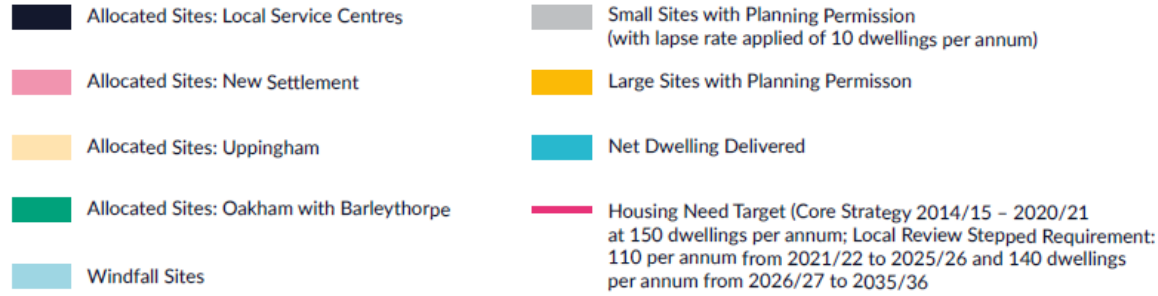 Allocated Sites: Local Service Centres
Allocated Sites: New Settlement
Allocated Sites: Uppingham
Allocated Sites: Oakham with Barleythorpe
Windfall Sites
Small Sites with Planning Permission
(with lapse rate applied of 10 dwellings per annum)
Large Sites with Planning Permisson
Net Dwelling Delivered
Housing Need Target (Core Strategy 2014/15 – 2020/21
at 150 dwellings per annum; Local Review Stepped Requirement:
110 per annum from 2021/22 to 2025/26 and 140 dwellings
per annum from 2026/27 to 2035/36